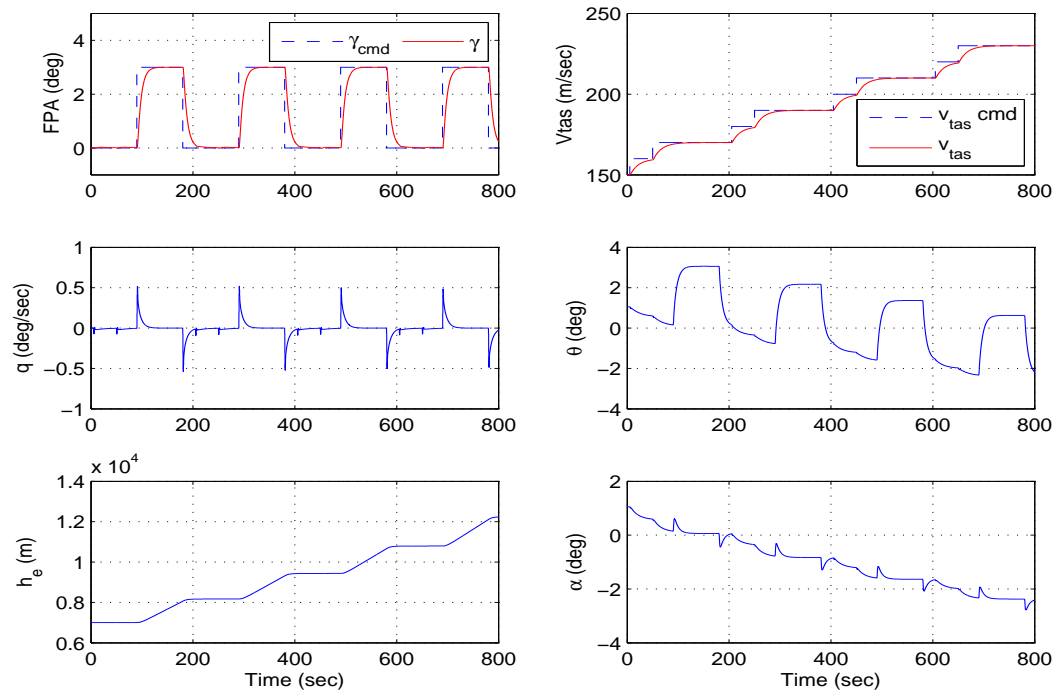 4
2
0
FPA (deg)
γcmd γ
0 200 400 600 800
250
200
150
Vtas (m/sec)
vtas cmd
vtas
0 200 400 600 800
1
0.5
0
−0.5
−1
q (deg/sec)
0 200 400 600 800
4
2
0
−2
−4
θ (deg)
0 200 400 600 800
x 10^4
1.4
1.2
1
0.8
0.6
he (m)
0 200 400 600 800
Time (sec)
2
0
−2
−4
α (deg)
0 200 400 600 800
Time (sec)